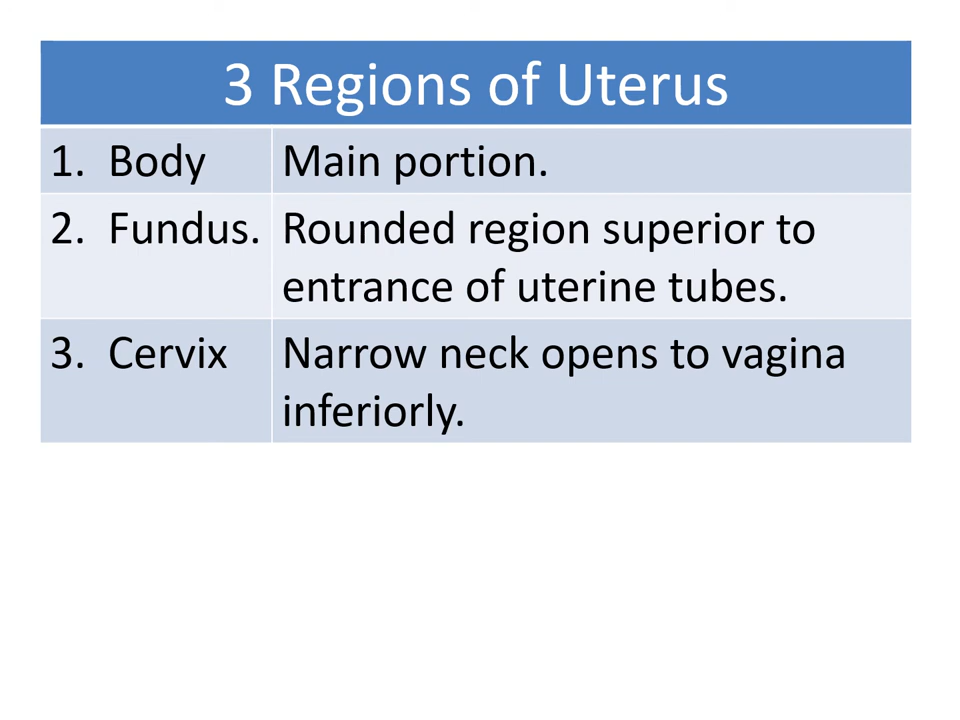 3 Regions of Uterus
1. Body Main portion.
2. Fundus. Rounded region superior to
entrance of uterine tubes.
3. Cervix Narrow neck opens to vagina
inferiorly.